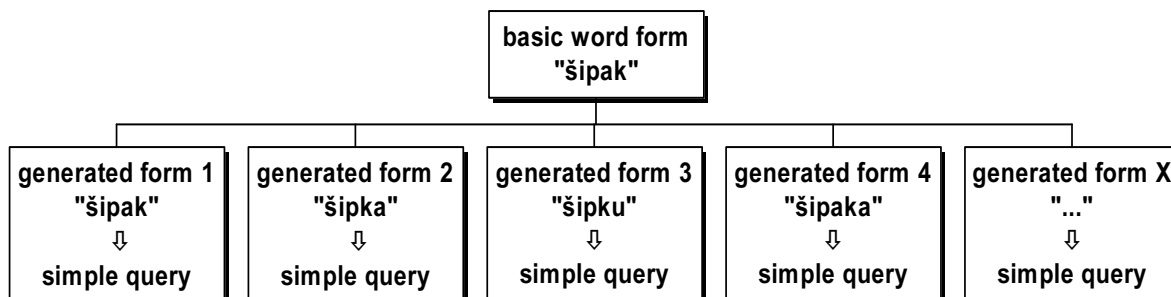 basic word form
"šipak"
generated form 1
"šipak"
⇩
simple query
generated form 2
"šipka"
⇩
simple query
generated form 3
"šipku"
⇩
simple query
generated form 4
"šipaka"
⇩
simple query
generated form X
"..."
⇩
simple query